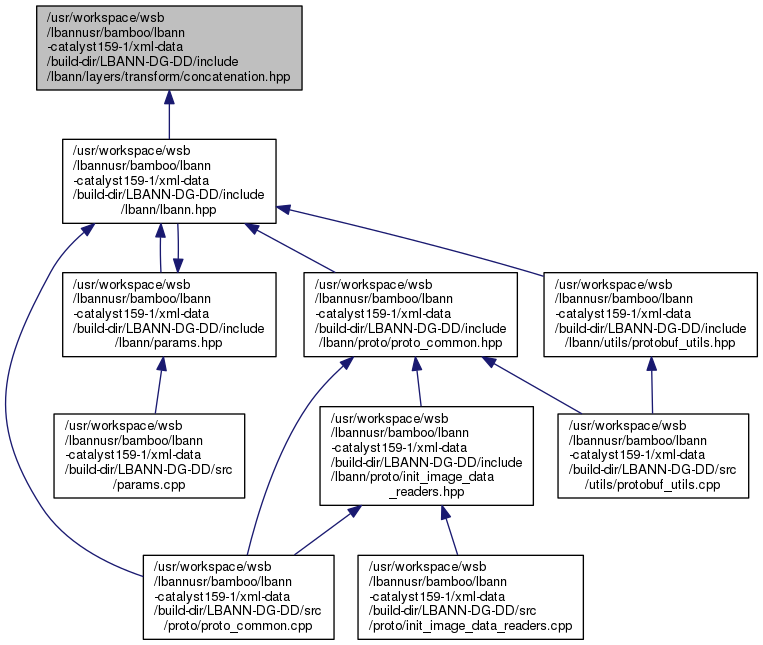 /usr/workspace/wsb
/lbannusr/bamboo/lbann
-catalyst159-1/xml-data
/build-dir/LBANN-DG-DD/include
/lbann/layers/transform/concatenation.hpp
/usr/workspace/wsb
/lbannusr/bamboo/lbann
-catalyst159-1/xml-data
/build-dir/LBANN-DG-DD/include
/lbann/lbann.hpp
/usr/workspace/wsb
/lbannusr/bamboo/lbann
-catalyst159-1/xml-data
/build-dir/LBANN-DG-DD/include
/lbann/params.hpp
/usr/workspace/wsb
/lbannusr/bamboo/lbann
-catalyst159-1/xml-data
/build-dir/LBANN-DG-DD/include
/lbann/proto/proto_common.hpp
/usr/workspace/wsb
/lbannusr/bamboo/lbann
-catalyst159-1/xml-data
/build-dir/LBANN-DG-DD/include
/lbann/utils/protobuf_utils.hpp
/usr/workspace/wsb
/lbannusr/bamboo/lbann
-catalyst159-1/xml-data
/build-dir/LBANN-DG-DD/src
/params.cpp
/usr/workspace/wsb
/lbannusr/bamboo/lbann
-catalyst159-1/xml-data
/build-dir/LBANN-DG-DD/include
/lbann/proto/init_image_data
_readers.hpp
/usr/workspace/wsb
/lbannusr/bamboo/lbann
-catalyst159-1/xml-data
/build-dir/LBANN-DG-DD/src
/utils/protobuf_utils.cpp
/usr/workspace/wsb
/lbannusr/bamboo/lbann
-catalyst159-1/xml-data
/build-dir/LBANN-DG-DD/src
/proto/proto_common.cpp
/usr/workspace/wsb
/lbannusr/bamboo/lbann
-catalyst159-1/xml-data
/build-dir/LBANN-DG-DD/src
/proto/init_image_data_readers.cpp